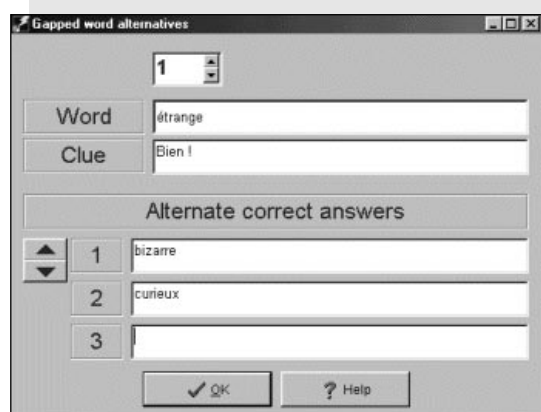 Gapped word alternatives
1
Word étrange
Clue Bien !
Alternate correct answers
1 bizarre
2 curieux
3
OK Help